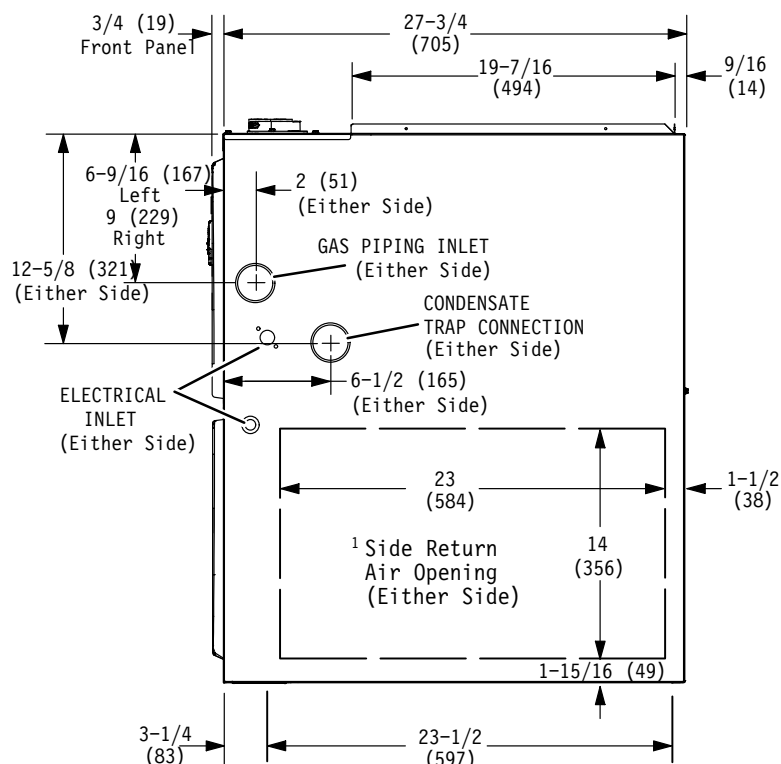 3/4 (19)
Front Panel
27-3/4
(705)
19-7/16
(494)
9/16
(14)
6-9/16 (167)
Left
9 (229)
Right
2 (51)
(Either Side)
GAS PIPING INLET
(Either Side)
12-5/8 (321)
(Either Side)
CONDENSATE
TRAP CONNECTION
(Either Side)
6-1/2 (165)
(Either Side)
ELECTRICAL
INLET
(Either Side)
23
(584)
1-1/2
(38)
1 Side Return
Air Opening
(Either Side)
14
(356)
1-15/16 (49)
3-1/4
(83)
23-1/2
(597)